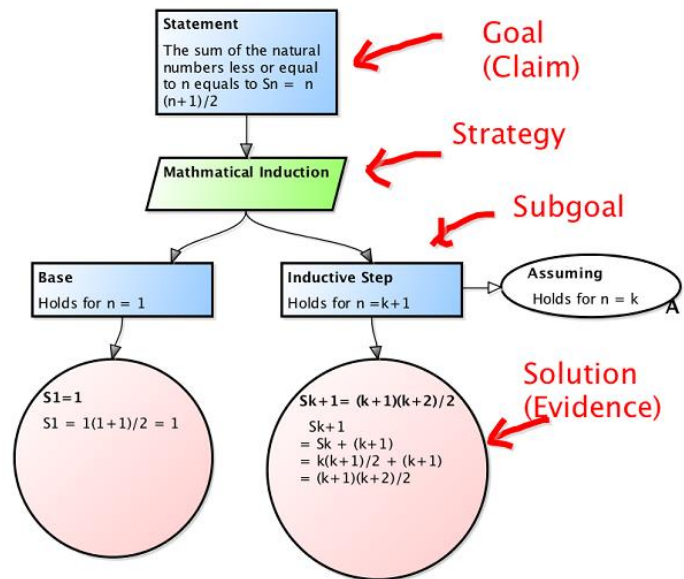 Statement
The sum of the natural
numbers less or equal
to n equals to Sn = n
(n+1)/2
Goal
(Claim)
Mathmatical Induction
Strategy
Subgoal
Base
Holds for n = 1
Inductive Step
Holds for n =k+1
Assuming
Holds for n = k
A
S1=1
S1 = 1(1+1)/2 = 1
Sk+1= (k+1)(k+2)/2
Sk+1
= Sk + (k+1)
= k(k+1)/2 + (k+1)
= (k+1)(k+2)/2
Solution
(Evidence)